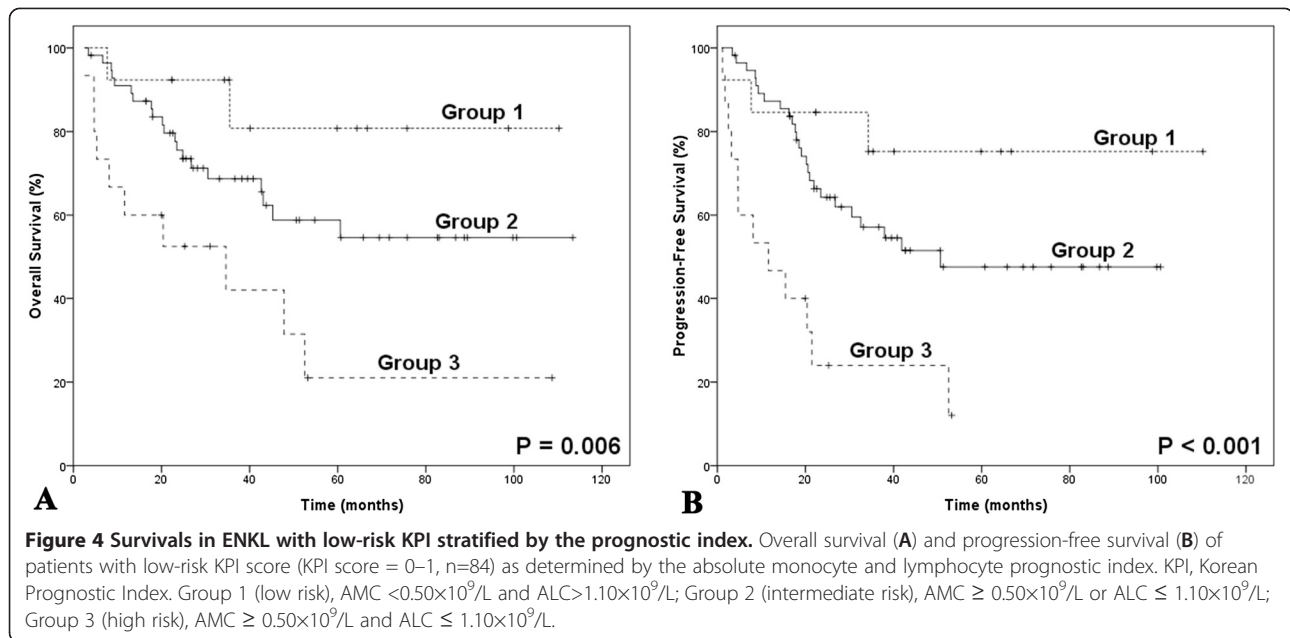 100
80
60
40
20
0
Overall Survival (%)
Group 1
Group 2
Group 3
P = 0.006
0 20 40 60 80 100 120
Time (months)
A
100
80
60
40
20
0
Progression-Free Survival (%)
Group 1
Group 2
Group 3
P < 0.001
0 20 40 60 80 100 120
Time (months)
B
Figure 4 Survivals in ENKL with low-risk KPI stratified by the prognostic index. Overall survival (A) and progression-free survival (B) of
patients with low-risk KPI score (KPI score = 0–1, n=84) as determined by the absolute monocyte and lymphocyte prognostic index. KPI, Korean
Prognostic Index. Group 1 (low risk), AMC <0.50×10⁹/L and ALC>1.10×10⁹/L; Group 2 (intermediate risk), AMC ≥ 0.50×10⁹/L or ALC ≤ 1.10×10⁹/L;
Group 3 (high risk), AMC ≥ 0.50×10⁹/L and ALC ≤ 1.10×10⁹/L.